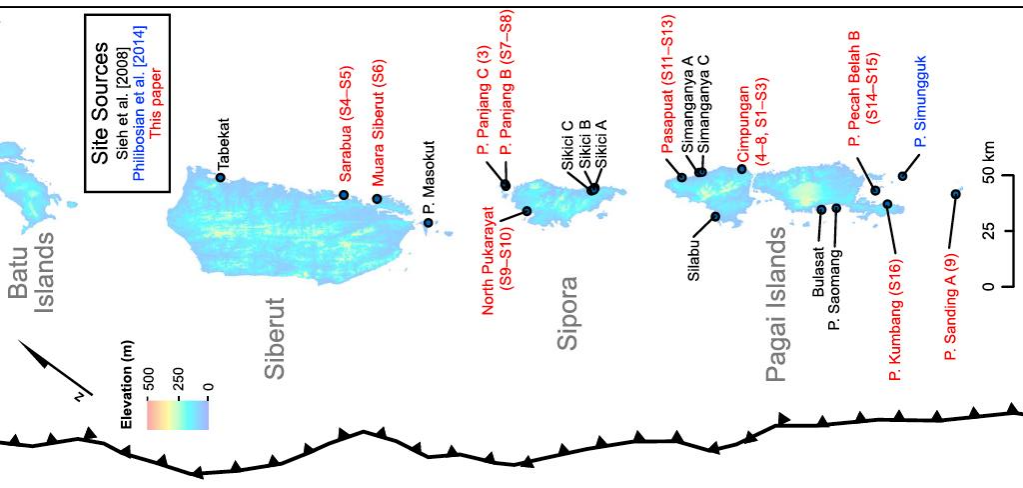 Site Sources
Sieh et al. [2008]
Philibosian et al. [2014]
This paper
Batu
Islands
Tabekat
Sarabua (S4–S5)
Muara Siberut (S6)
P. Masokut
Siberut
P. Panjang C (3)
P. Panjang B (S7–S8)
North Pukarayat
(S9–S10)
Sikici C
Sikici B
Sikici A
Sipora
Pasapuat (S11–S13)
Simanganya A
Simanganya C
Cimpungan
(4–8, S1–S3)
Silabu
Pagai Islands
Bulasat
P. Saomang
P. Pecah Belah B
(S14–S15)
P. Simungguk
P. Kumbang (S16)
P. Sanding A (9)
0
25
50 km
N
Elevation (m)
500
250
0